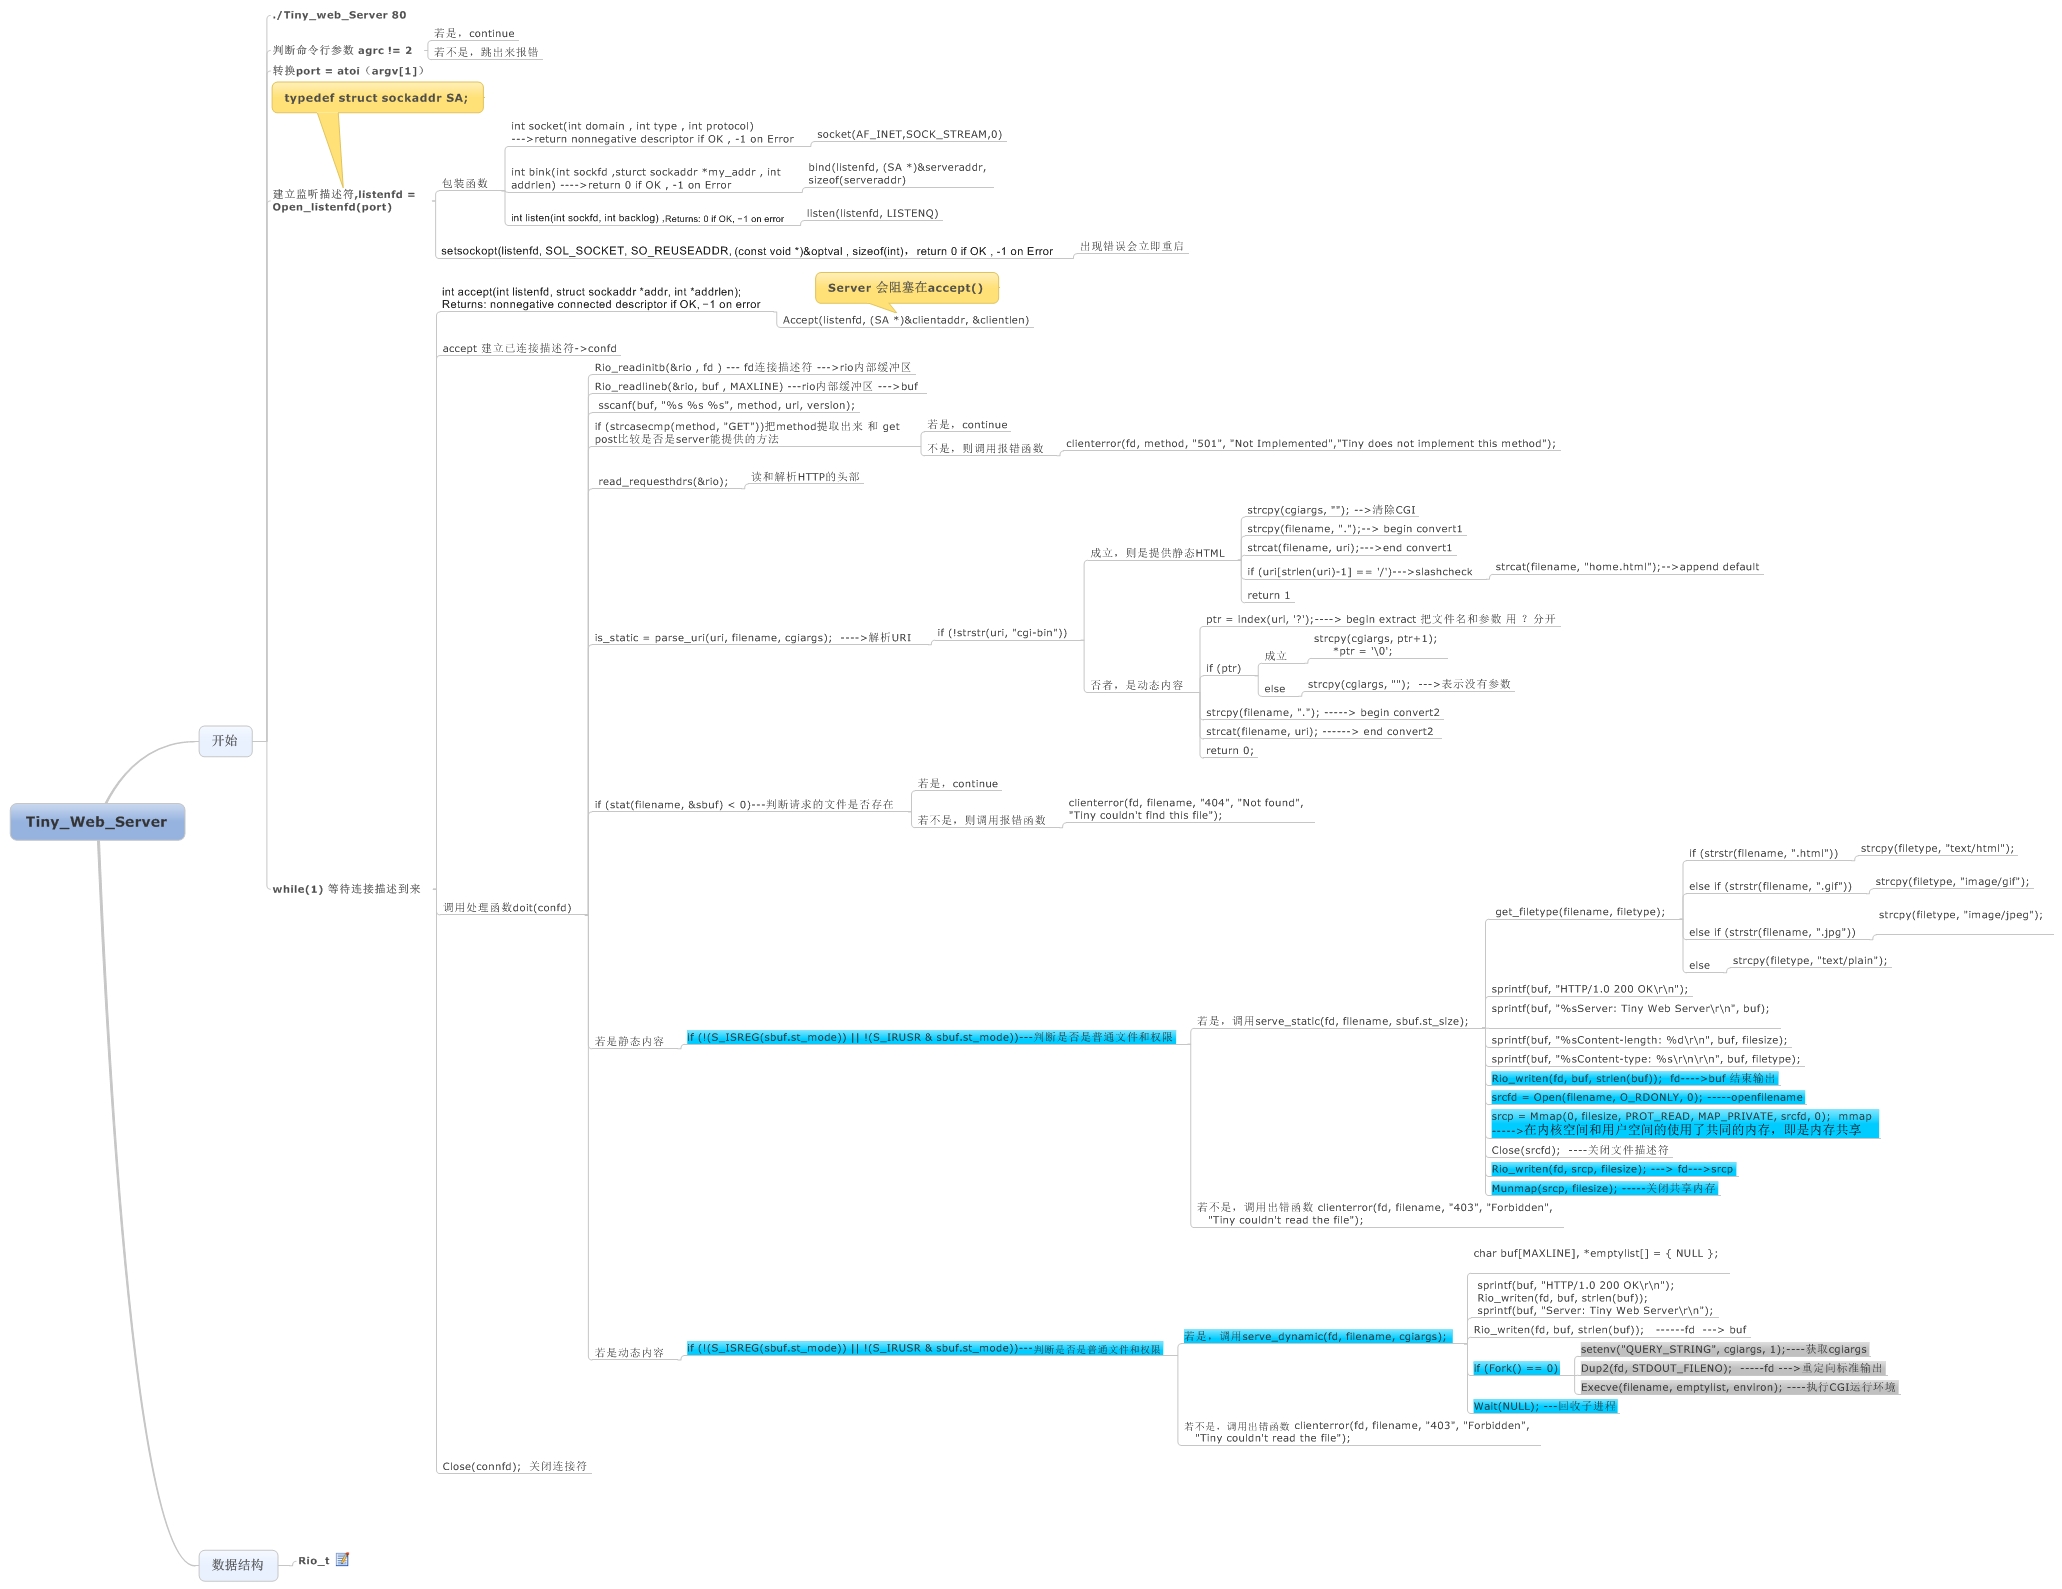 ./Tiny_web_Server 80
判断命令行参数 agrc != 2
若是，continue
若不是，跳出来报错
转换port = atoi（argv[1]）
typedef struct sockaddr SA;
建立监听描述符,listenfd =
Open_listenfd(port)
包装函数
int socket(int domain , int type , int protocol)
--->return nonnegative descriptor if OK , -1 on Error
socket(AF_INET,SOCK_STREAM,0)
int bink(int sockfd ,sturct sockaddr *my_addr , int
addrlen) ---->return 0 if OK , -1 on Error
bind(listenfd, (SA *)&serveraddr,
sizeof(serveraddr)
int listen(int sockfd, int backlog) ,Returns: 0 if OK, −1 on error
listen(listenfd, LISTENQ)
setsockopt(listenfd, SOL_SOCKET, SO_REUSEADDR, (const void *)&optval , sizeof(int)，return 0 if OK , -1 on Error
出现错误会立即重启
int accept(int listenfd, struct sockaddr *addr, int *addrlen);
Returns: nonnegative connected descriptor if OK, −1 on error
Server 会阻塞在accept()
Accept(listenfd, (SA *)&clientaddr, &clientlen)
accept 建立已连接描述符->confd
Rio_readinitb(&rio , fd ) --- fd连接描述符 --->rio内部缓冲区
Rio_readlineb(&rio, buf , MAXLINE) ---rio内部缓冲区 --->buf
sscanf(buf, "%s %s %s", method, uri, version);
if (strcasecmp(method, "GET"))把method提取出来 和 get
post比较是否是server能提供的方法
若是，continue
不是，则调用报错函数
clienterror(fd, method, "501", "Not Implemented","Tiny does not implement this method");
read_requesthdrs(&rio);
读和解析HTTP的头部
is_static = parse_uri(uri, filename, cgiargs);  ---->解析URI
if (!strstr(uri, "cgi-bin"))
成立，则是提供静态HTML
strcpy(cgiargs, ""); -->清除CGI
strcpy(filename, ".");--> begin convert1
strcat(filename, uri);--->end convert1
if (uri[strlen(uri)-1] == '/')--->slashcheck
strcat(filename, "home.html");-->append default
return 1
否者，是动态内容
ptr = index(uri, '?');----> begin extract 把文件名和参数 用 ? 分开
if (ptr)
成立
strcpy(cgiargs, ptr+1);
*ptr = '\0';
else
strcpy(cgiargs, "");  --->表示没有参数
strcpy(filename, "."); -----> begin convert2
strcat(filename, uri); ------> end convert2
return 0;
开始
Tiny_Web_Server
if (stat(filename, &sbuf) < 0)---判断请求的文件是否存在
若是，continue
若不是，则调用报错函数
clienterror(fd, filename, "404", "Not found",
"Tiny couldn't find this file");
while(1) 等待连接描述到来
调用处理函数doit(confd)
若是静态内容
if (!(S_ISREG(sbuf.st_mode)) || !(S_IRUSR & sbuf.st_mode))---判断是否是普通文件和权限
若是，调用serve_static(fd, filename, sbuf.st_size);
get_filetype(filename, filetype);
if (strstr(filename, ".html"))
strcpy(filetype, "text/html");
else if (strstr(filename, ".gif"))
strcpy(filetype, "image/gif");
else if (strstr(filename, ".jpg"))
strcpy(filetype, "image/jpeg");
else
strcpy(filetype, "text/plain");
sprintf(buf, "HTTP/1.0 200 OK\r\n");
sprintf(buf, "%sServer: Tiny Web Server\r\n", buf);
sprintf(buf, "%sContent-length: %d\r\n", buf, filesize);
sprintf(buf, "%sContent-type: %s\r\n\r\n", buf, filetype);
Rio_writen(fd, buf, strlen(buf));  fd---->buf 结束输出
srcfd = Open(filename, O_RDONLY, 0); -----openfilename
srcp = Mmap(0, filesize, PROT_READ, MAP_PRIVATE, srcfd, 0);  mmap
----->在内核空间和用户空间的使用了共同的内存，即是内存共享
Close(srcfd);  ----关闭文件描述符
Rio_writen(fd, srcp, filesize); ---> fd--->srcp
Munmap(srcp, filesize); -----关闭共享内存
若不是，调用出错函数 clienterror(fd, filename, "403", "Forbidden",
"Tiny couldn't read the file");
若是动态内容
if (!(S_ISREG(sbuf.st_mode)) || !(S_IRUSR & sbuf.st_mode))---判断是否是普通文件和权限
若是，调用serve_dynamic(fd, filename, cgiargs);
char buf[MAXLINE], *emptylist[] = { NULL };
sprintf(buf, "HTTP/1.0 200 OK\r\n");
Rio_writen(fd, buf, strlen(buf));
sprintf(buf, "Server: Tiny Web Server\r\n");
Rio_writen(fd, buf, strlen(buf));   ------fd  ---> buf
if (Fork() == 0)
setenv("QUERY_STRING", cgiargs, 1);----获取cgiargs
Dup2(fd, STDOUT_FILENO);  -----fd --->重定向标准输出
Execve(filename, emptylist, environ); ----执行CGI运行环境
Wait(NULL); ---回收子进程
若不是，调用出错函数 clienterror(fd, filename, "403", "Forbidden",
"Tiny couldn't read the file");
Close(connfd);  关闭连接符
数据结构
Rio_t